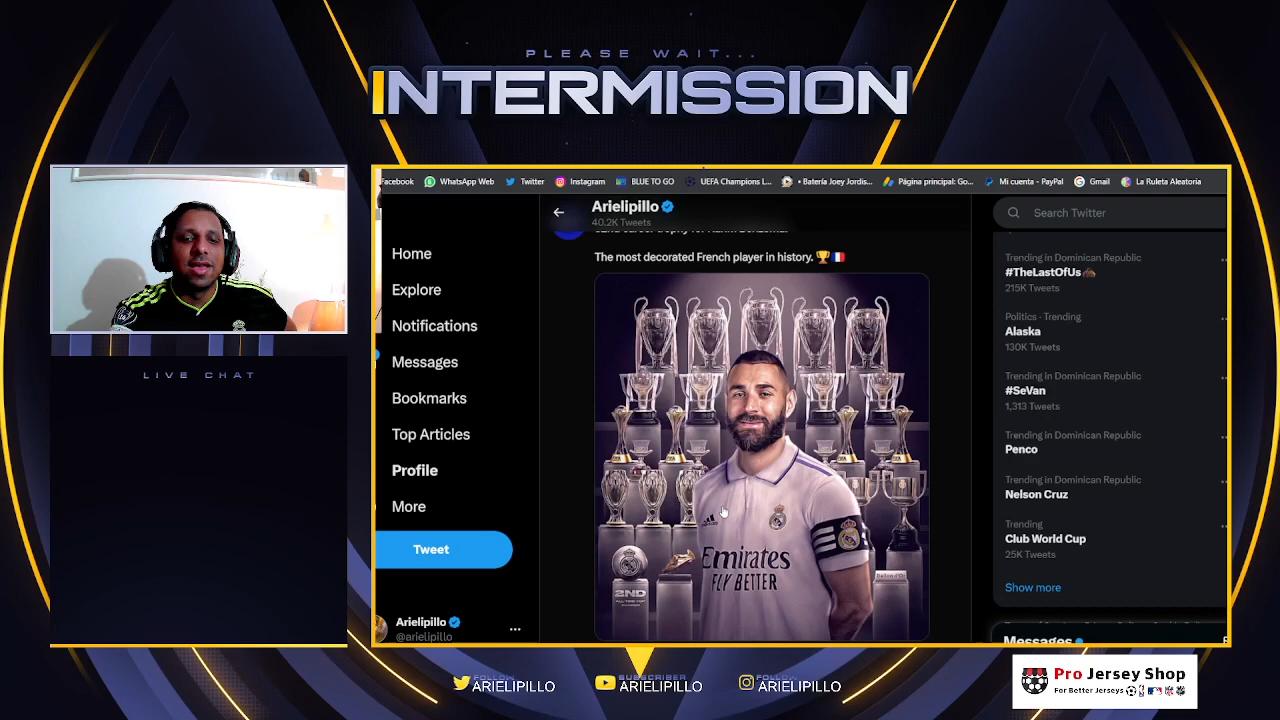 PLEASE WAIT...
INTERMISSION
Facebook
WhatsApp Web
Twitter
Instagram
BLUE TO GO
UEFA Champions L...
• Batería Joey Jordis...
Página principal: Go...
Mi cuenta - PayPal
Gmail
La Ruleta Aleatoria
Arielipillo
40.2K Tweets
Search Twitter
Home
Explore
Notifications
Messages
Bookmarks
Top Articles
Profile
More
Tweet
Arielipillo
@arielipillo
The most decorated French player in history.
Emirates
FLY BETTER
2ND
Ballon d'Or
Trending in Dominican Republic
#TheLastOfUs
215K Tweets
Politics · Trending
Alaska
130K Tweets
Trending in Dominican Republic
#SeVan
1,313 Tweets
Trending in Dominican Republic
Penco
Trending in Dominican Republic
Nelson Cruz
Trending
Club World Cup
25K Tweets
Show more
Messages
LIVE CHAT
FOLLOW
ARIELIPILLO
SUBSCRIBER
ARIELIPILLO
FOLLOW
ARIELIPILLO
Pro Jersey Shop
For Better Jerseys